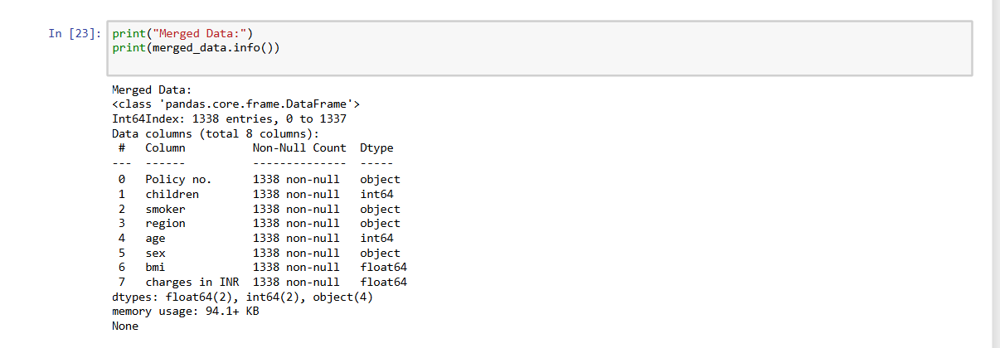 In [23]: print("Merged Data:")
print(merged_data.info())
Merged Data:
<class 'pandas.core.frame.DataFrame'>
Int64Index: 1338 entries, 0 to 1337
Data columns (total 8 columns):
 #   Column          Non-Null Count  Dtype
---  ------          --------------  -----
 0   Policy no.      1338 non-null   object
 1   children        1338 non-null   int64
 2   smoker          1338 non-null   object
 3   region          1338 non-null   object
 4   age             1338 non-null   int64
 5   sex             1338 non-null   object
 6   bmi             1338 non-null   float64
 7   charges in INR  1338 non-null   float64
dtypes: float64(2), int64(2), object(4)
memory usage: 94.1+ KB
None